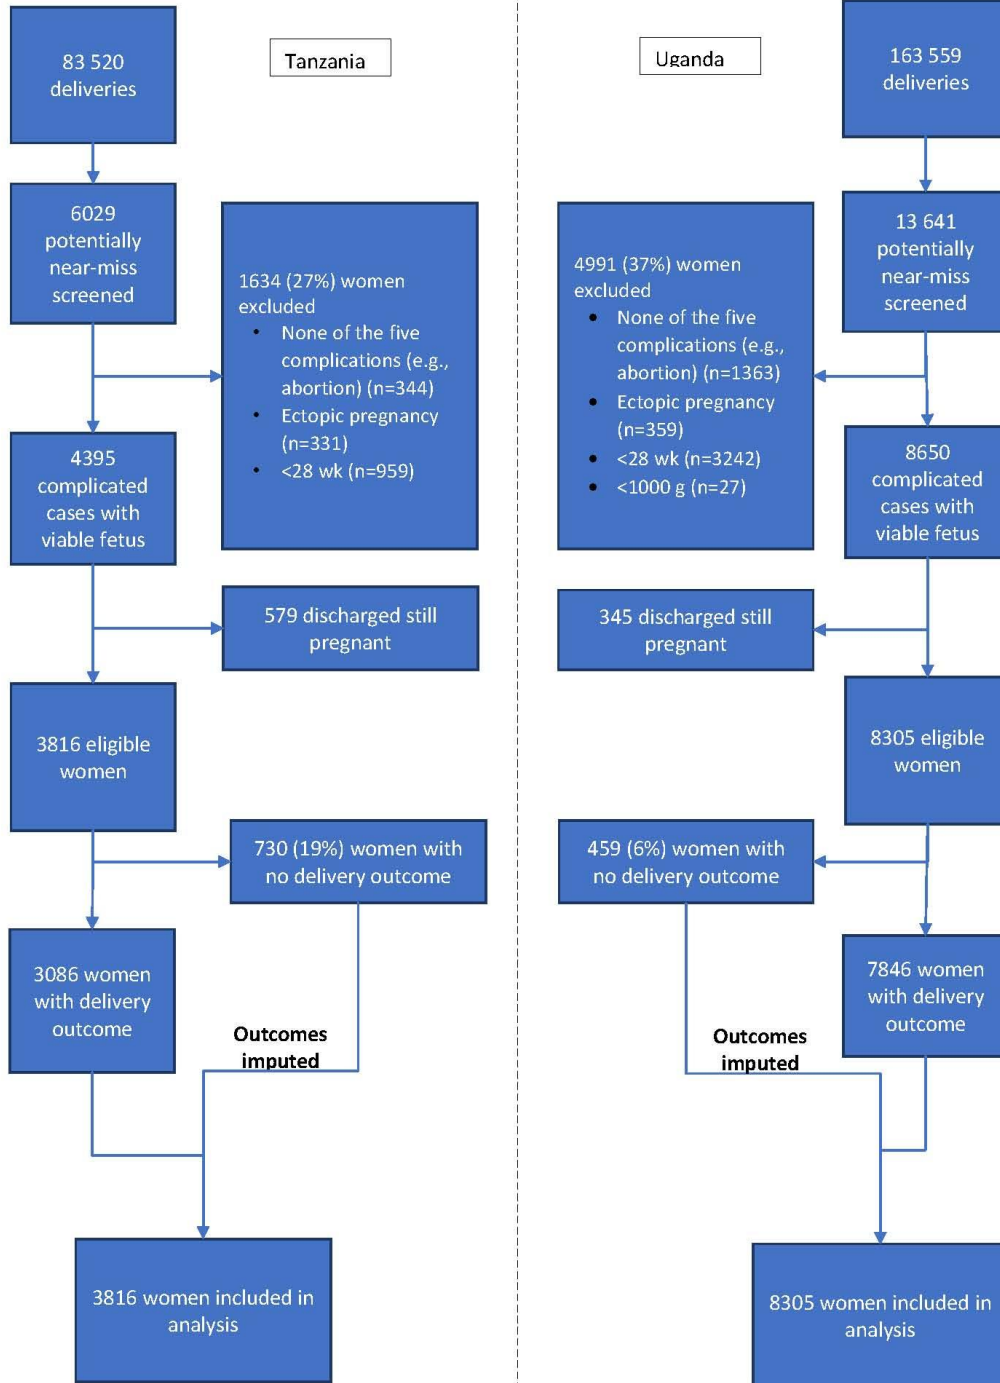 83 520
deliveries
Tanzania
6029
potentially
near-miss
screened
1634 (27%) women
excluded
• None of the five
complications (e.g.,
abortion) (n=344)
• Ectopic pregnancy
(n=331)
• <28 wk (n=959)
4395
complicated
cases with
viable fetus
579 discharged still
pregnant
3816 eligible
women
730 (19%) women with
no delivery outcome
3086 women
with delivery
outcome
Outcomes
imputed
3816 women included in
analysis
Uganda
163 559
deliveries
13 641
potentially
near-miss
screened
4991 (37%) women
excluded
• None of the five
complications (e.g.,
abortion) (n=1363)
• Ectopic pregnancy
(n=359)
• <28 wk (n=3242)
• <1000 g (n=27)
8650
complicated
cases with
viable fetus
345 discharged still
pregnant
8305 eligible
women
459 (6%) women with
no delivery outcome
7846 women
with delivery
outcome
Outcomes
imputed
8305 women included in
analysis